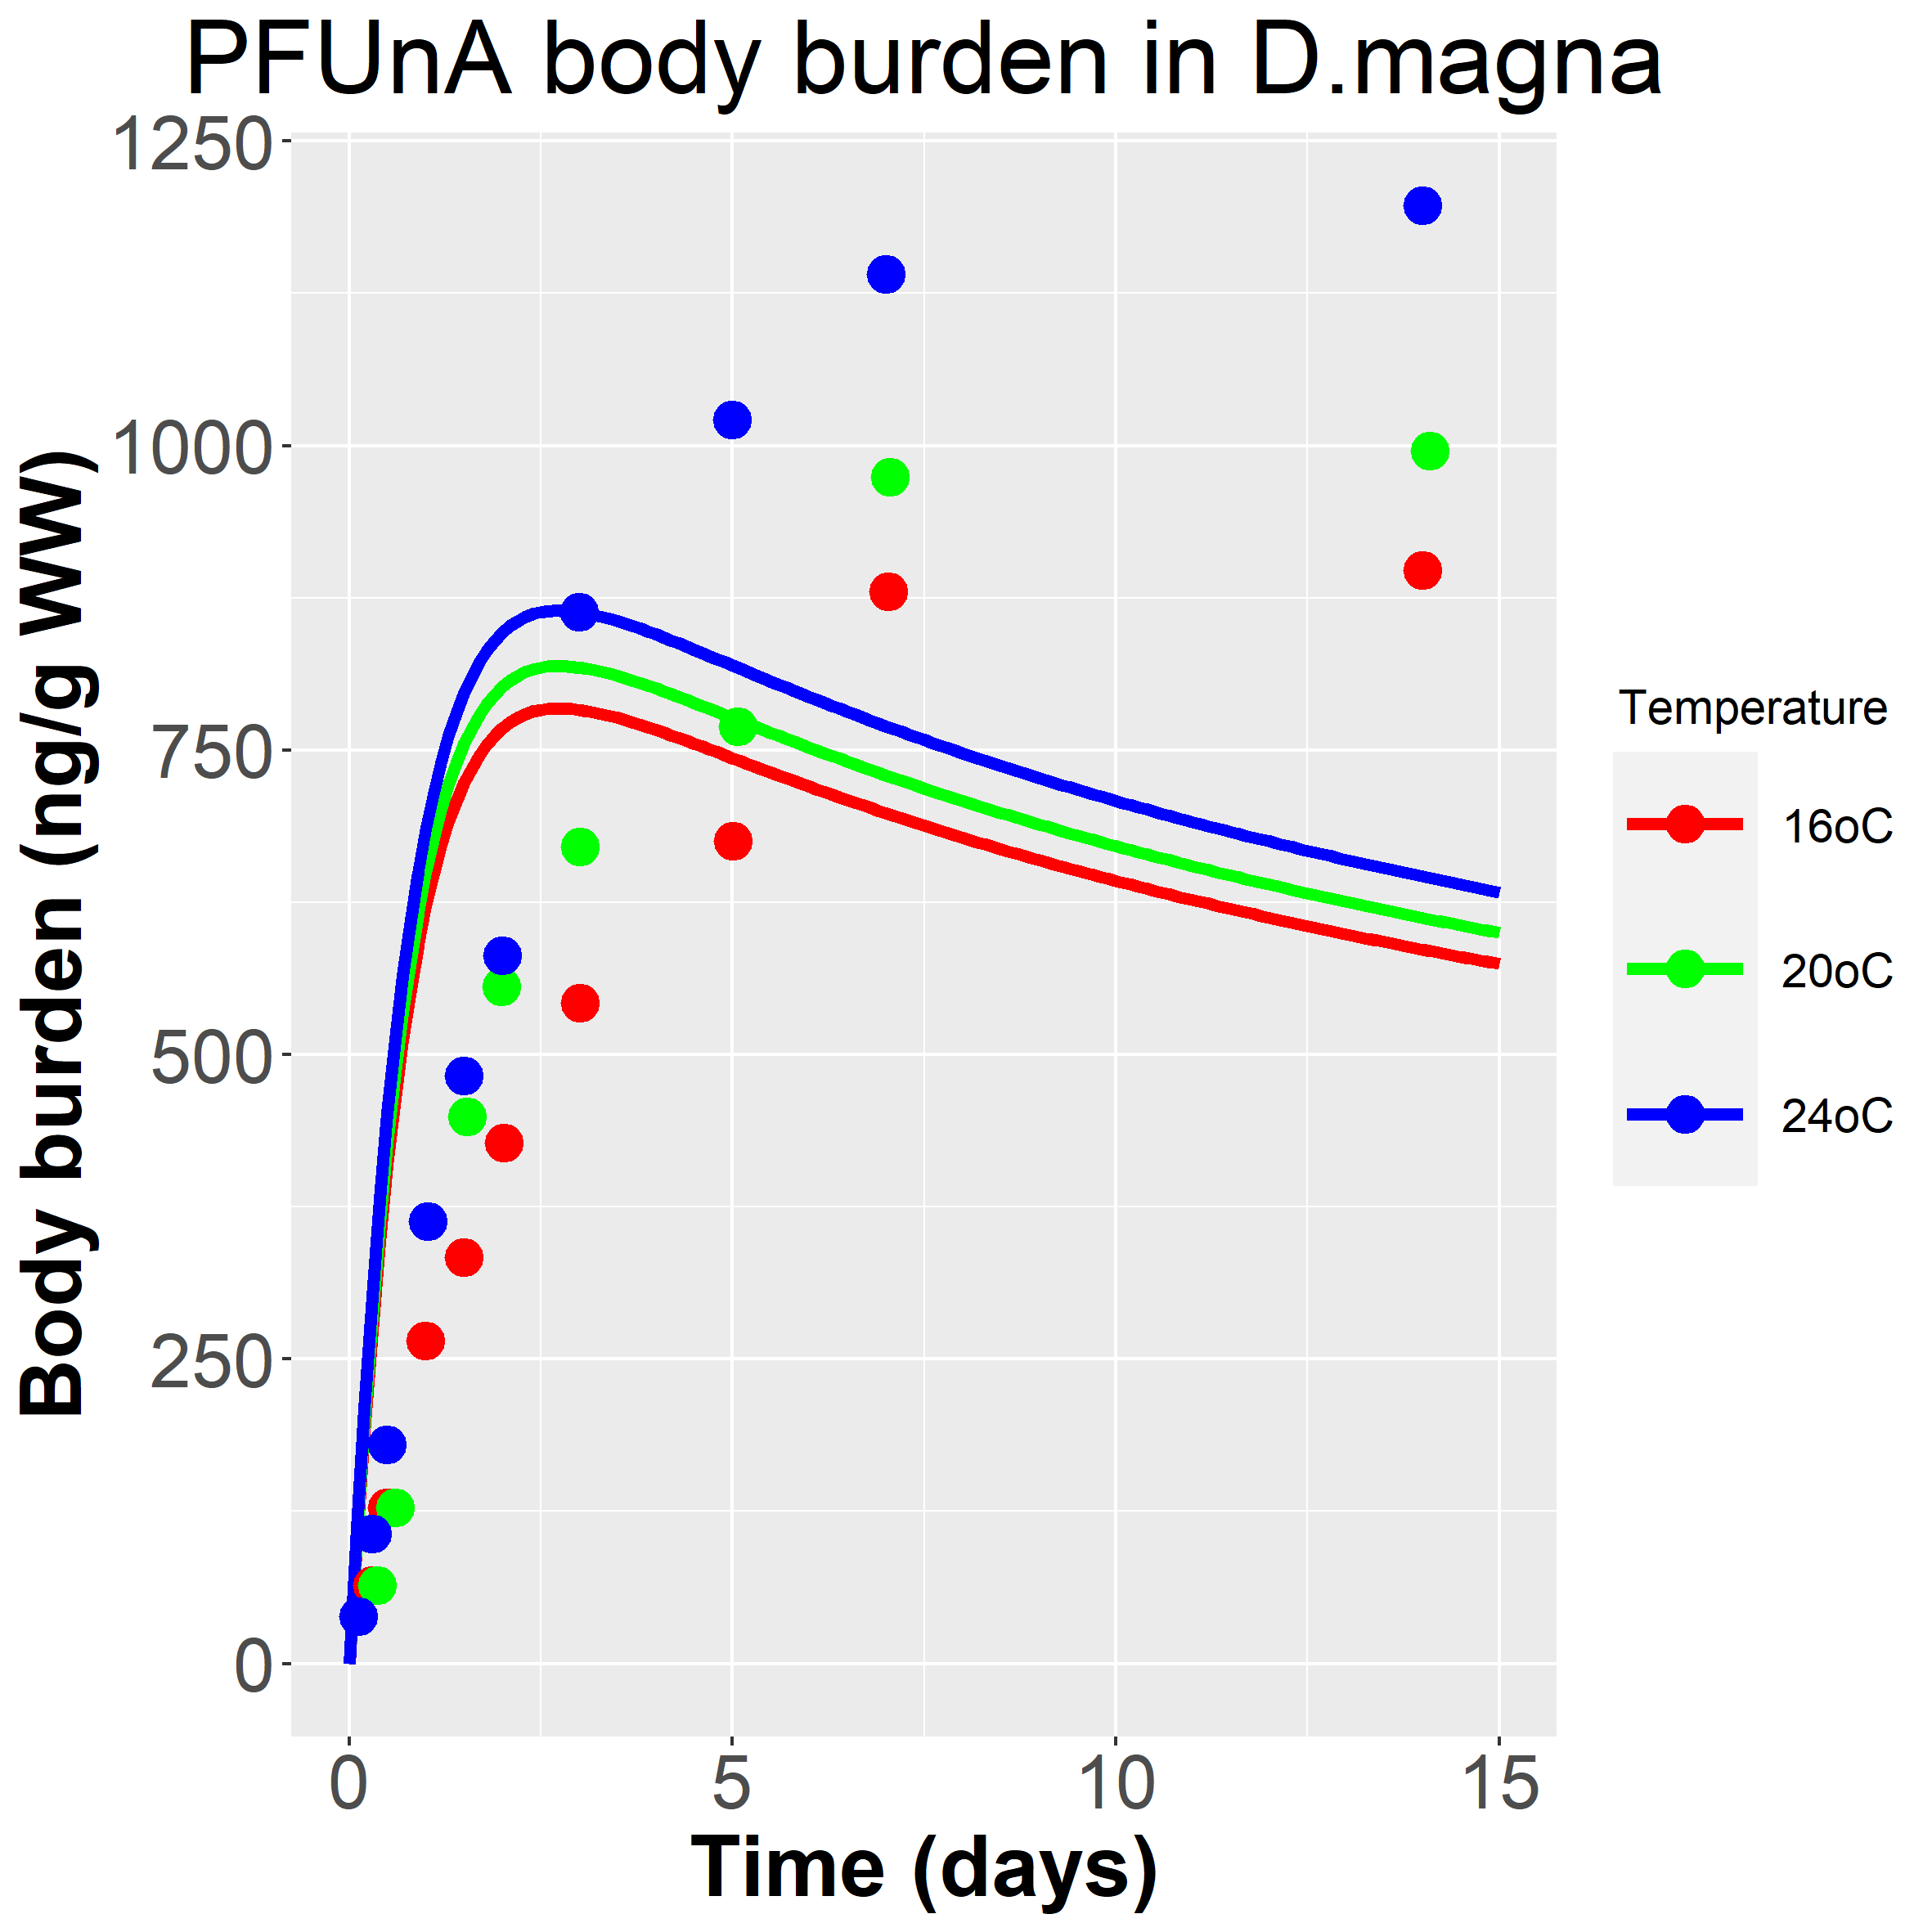 PFUnA body burden in D.magna
1250
1000
750
500
250
0
Body burden (ng/g WW)
0 5 10 15
Time (days)
Temperature
16oC
20oC
24oC